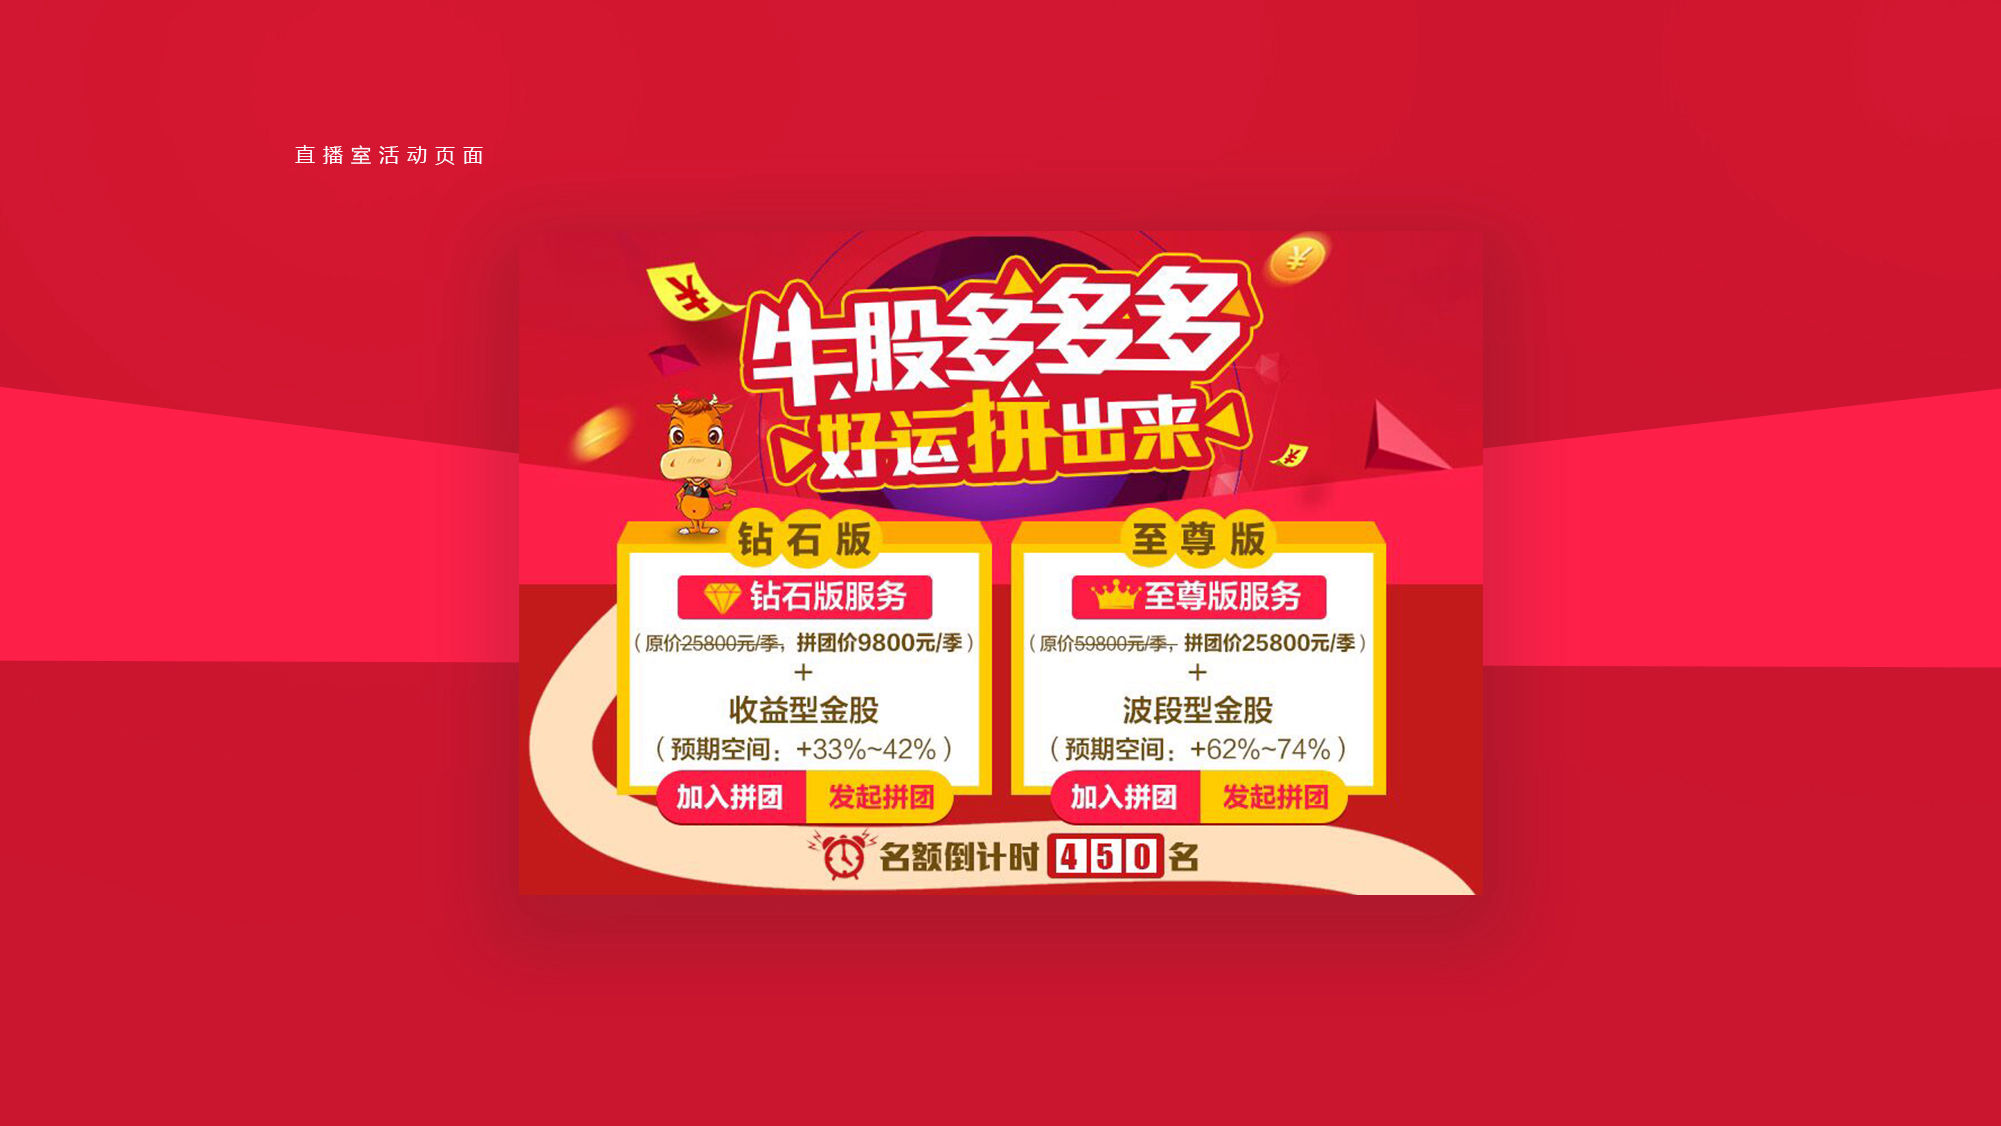 直播室活动页面
牛股多多多
好运拼出来
钻石版
钻石版服务
（原价25800元/季，拼团价9800元/季）
+
收益型金股
（预期空间：+33%~42%）
加入拼团 发起拼团
至尊版
至尊版服务
（原价59800元/季，拼团价25800元/季）
+
波段型金股
（预期空间：+62%~74%）
加入拼团 发起拼团
名额倒计时 450 名